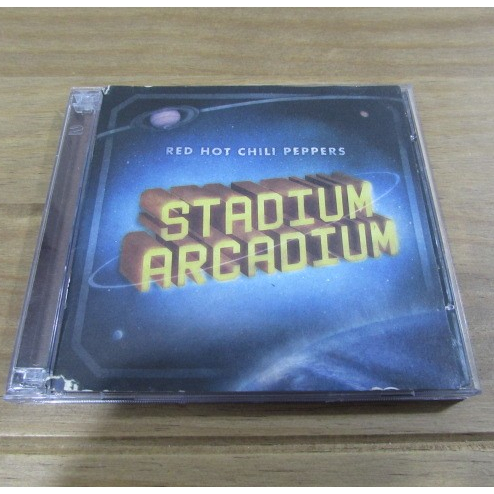 RED HOT CHILI PEPPERS
STADIUM
ARCADIUM